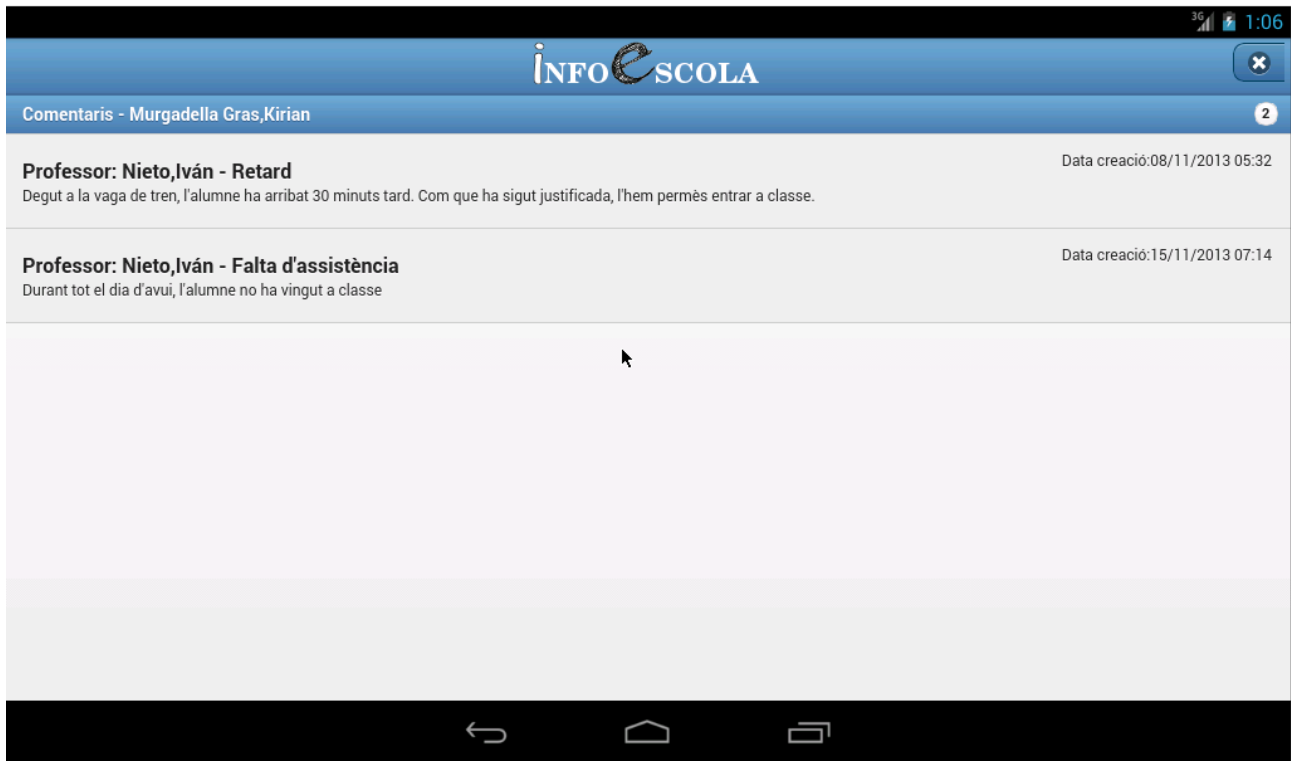 3G 1:06
INFOESCOLA
Comentaris - Murgadella Gras,Kirian 2
Professor: Nieto,Iván - Retard Data creació:08/11/2013 05:32
Degut a la vaga de tren, l'alumne ha arribat 30 minuts tard. Com que ha sigut justificada, l'hem permès entrar a classe.
Professor: Nieto,Iván - Falta d'assistència Data creació:15/11/2013 07:14
Durant tot el dia d'avui, l'alumne no ha vingut a classe